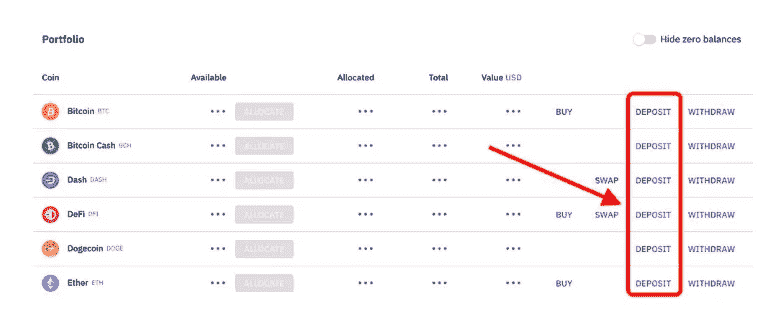 Portfolio Hide zero balances
Coin Available Allocated Total Value USD
Bitcoin BTC ••• ALLOCATE ••• ••• ••• BUY DEPOSIT WITHDRAW
Bitcoin Cash BCH ••• ALLOCATE ••• ••• ••• DEPOSIT WITHDRAW
Dash DASH ••• ALLOCATE ••• ••• ••• SWAP DEPOSIT WITHDRAW
DeFi DFI ••• ALLOCATE ••• ••• ••• BUY SWAP DEPOSIT WITHDRAW
Dogecoin DOGE ••• ALLOCATE ••• ••• ••• DEPOSIT WITHDRAW
Ether ETH ••• ALLOCATE ••• ••• ••• BUY DEPOSIT WITHDRAW